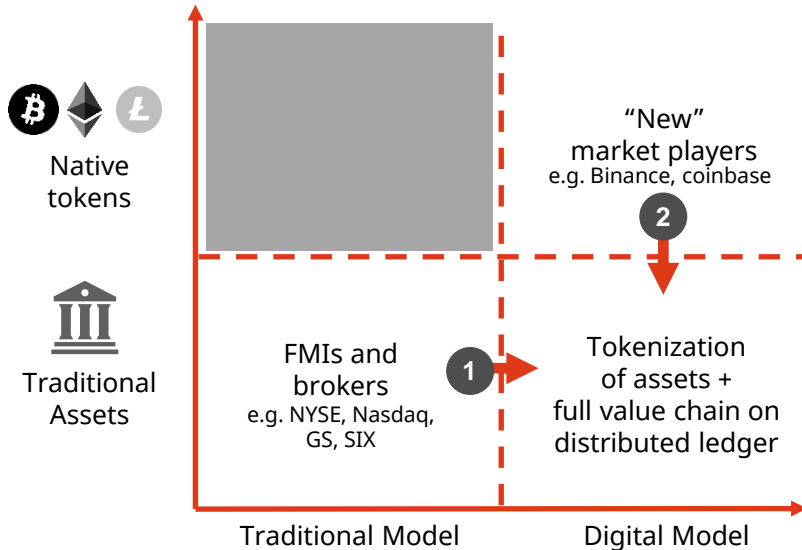 Native
tokens
“New”
market players
e.g. Binance, coinbase
2
Traditional
Assets
FMIs and
brokers
e.g. NYSE, Nasdaq,
GS, SIX
1
Tokenization
of assets +
full value chain on
distributed ledger
Traditional Model
Digital Model